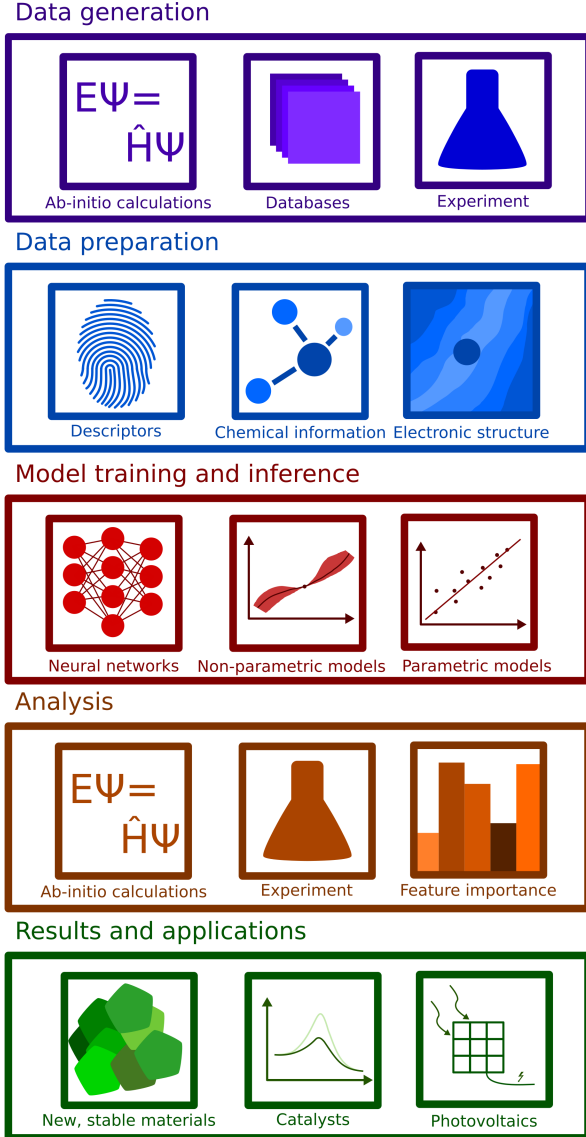 Data generation
EΨ=
ĤΨ
Ab-initio calculations
Databases
Experiment
Data preparation
Descriptors
Chemical information
Electronic structure
Model training and inference
Neural networks
Non-parametric models
Parametric models
Analysis
EΨ=
ĤΨ
Ab-initio calculations
Experiment
Feature importance
Results and applications
New, stable materials
Catalysts
Photovoltaics